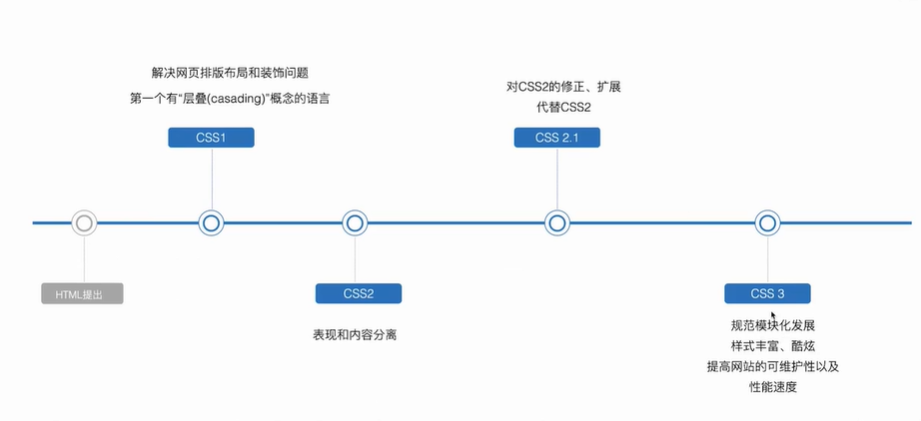 解决网页排版布局和装饰问题
第一个有“层叠(casading)”概念的语言
CSS1
对CSS2的修正、扩展
代替CSS2
CSS 2.1
HTML提出
CSS2
表现和内容分离
CSS 3
规范模块化发展
样式丰富、酷炫
提高网站的可维护性以及
性能速度